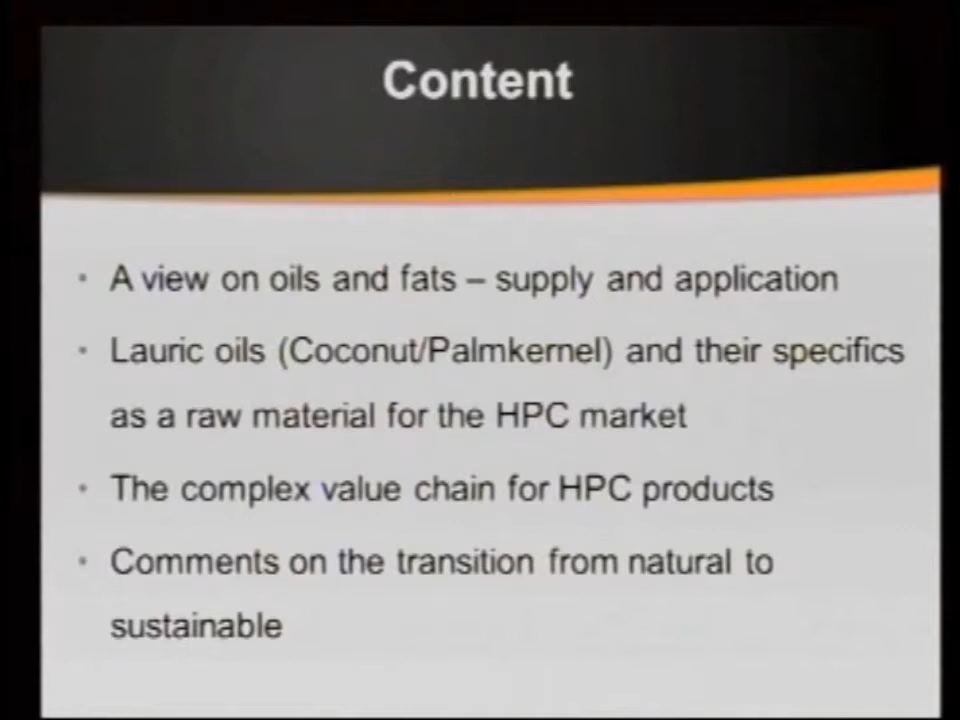 Content
· A view on oils and fats – supply and application
· Lauric oils (Coconut/Palmkernel) and their specifics
as a raw material for the HPC market
· The complex value chain for HPC products
· Comments on the transition from natural to
sustainable